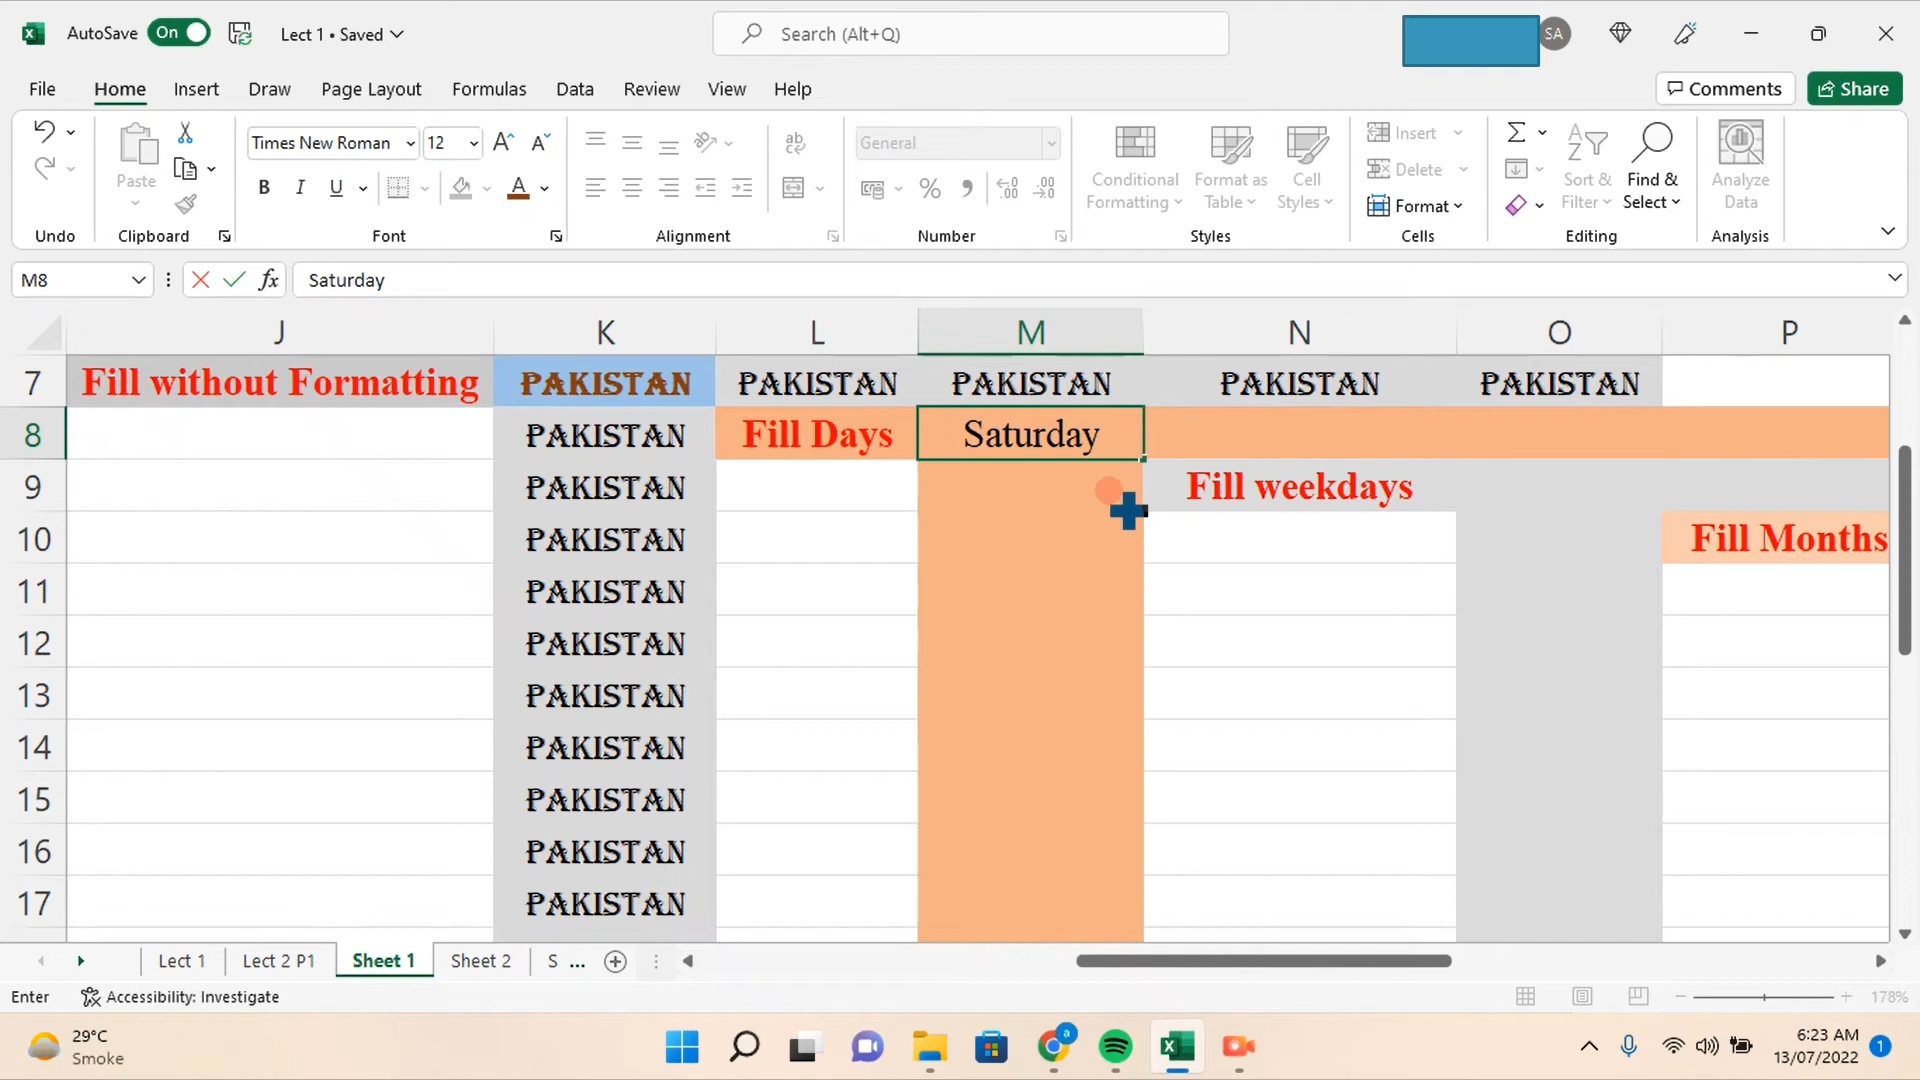 AutoSave On Lect 1 • Saved Search (Alt+Q) SA
File Home Insert Draw Page Layout Formulas Data Review View Help Comments Share
Times New Roman 12 General Insert
Paste Delete
B I U A % Conditional Formatting Format as Table Cell Styles Format Sort & Filter Find & Select Analyze Data
Undo Clipboard Font Alignment Number Styles Cells Editing Analysis
M8 fx Saturday
J K L M N O P
7 Fill without Formatting PAKISTAN PAKISTAN PAKISTAN PAKISTAN PAKISTAN
8 PAKISTAN Fill Days Saturday
9 PAKISTAN Fill weekdays
10 PAKISTAN Fill Months
11 PAKISTAN
12 PAKISTAN
13 PAKISTAN
14 PAKISTAN
15 PAKISTAN
16 PAKISTAN
17 PAKISTAN
Lect 1 Lect 2 P1 Sheet 1 Sheet 2 S ...
Enter Accessibility: Investigate 178%
29°C 6:23 AM
Smoke 13/07/2022 1